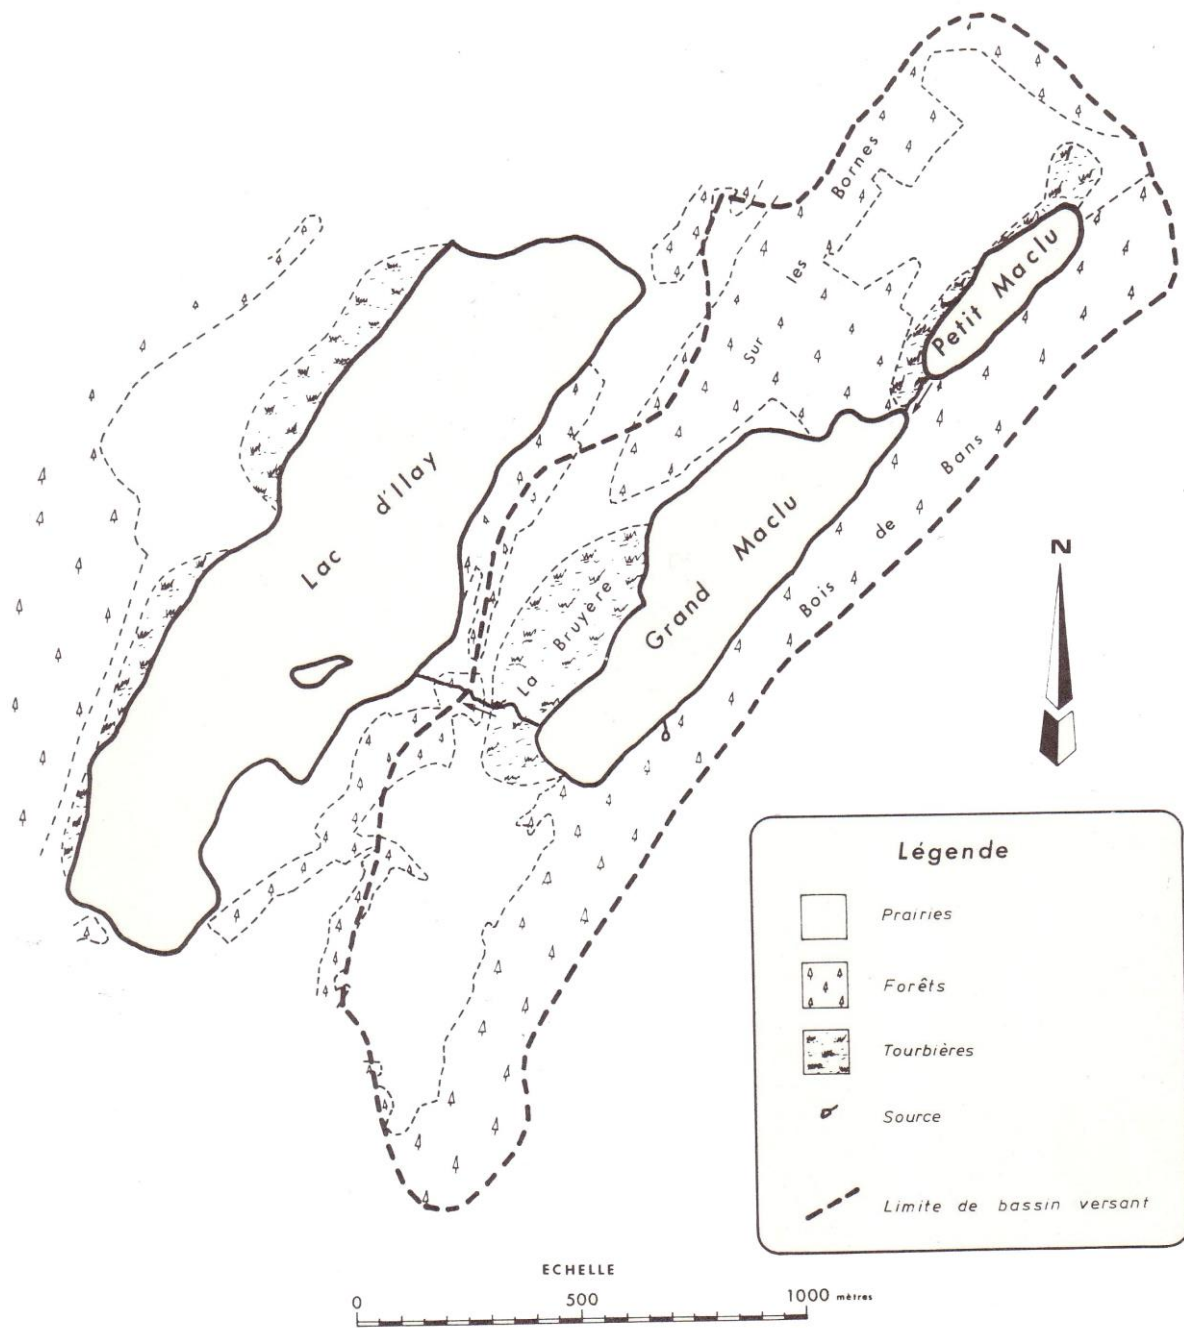 Sur les Bornes
Petit Maclu
Lac d'Ilay
Grand Maclu
La Bruyère
Bois de Bans
N
Légende
Prairies
Forêts
Tourbières
Source
Limite de bassin versant
ECHELLE
0 500 1000 mètres